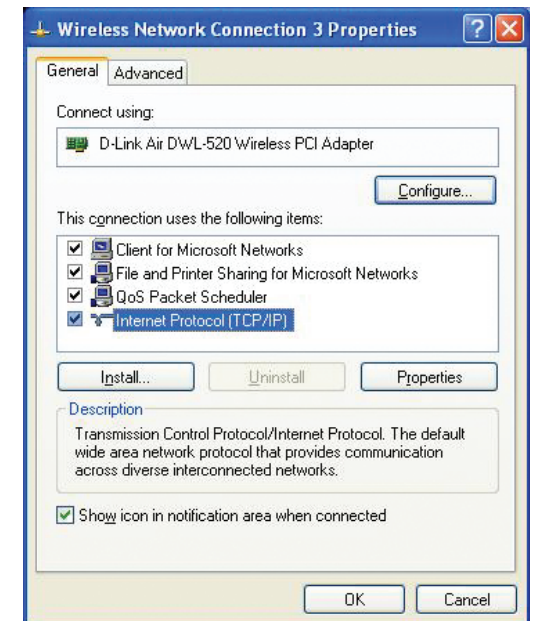 Wireless Network Connection 3 Properties
General Advanced
Connect using:
D-Link Air DWL-520 Wireless PCI Adapter
Configure...
This connection uses the following items:
Client for Microsoft Networks
File and Printer Sharing for Microsoft Networks
QoS Packet Scheduler
Internet Protocol (TCP/IP)
Install... Uninstall Properties
Description
Transmission Control Protocol/Internet Protocol. The default
wide area network protocol that provides communication
across diverse interconnected networks.
Show icon in notification area when connected
OK Cancel